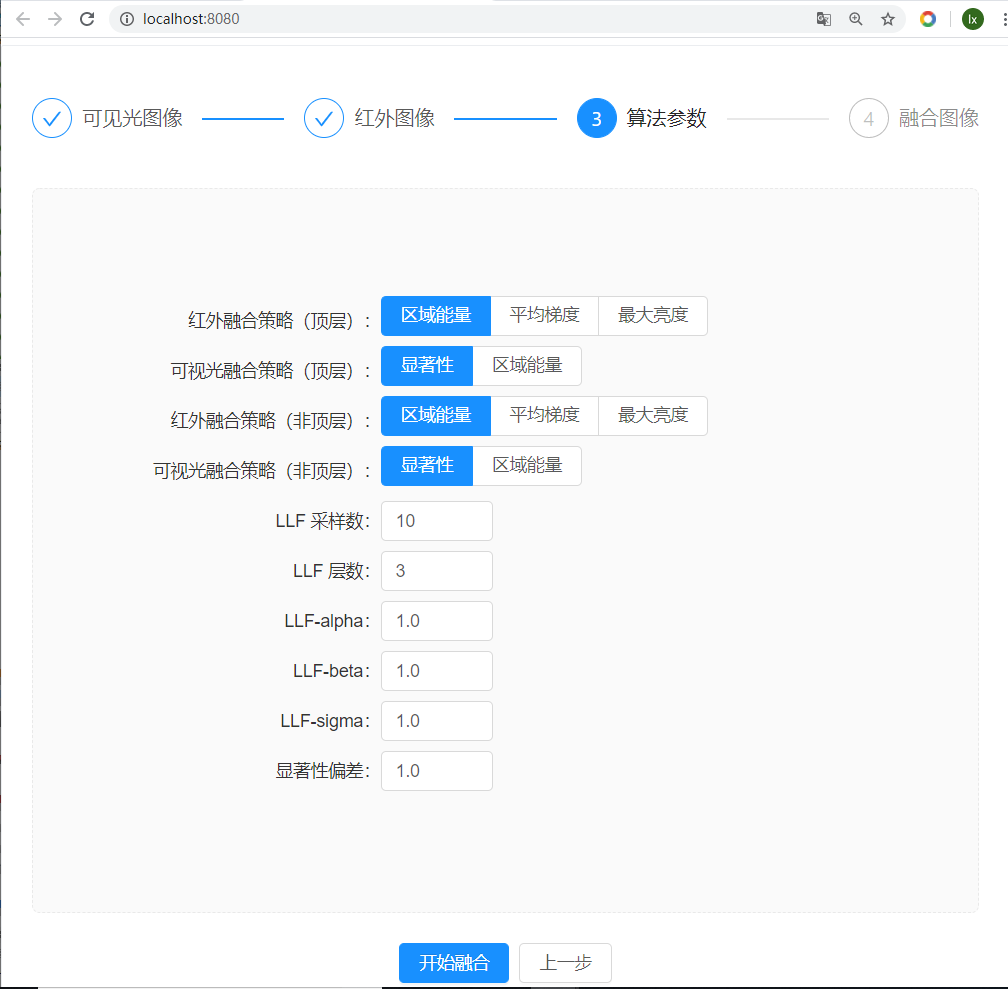 localhost:8080
lx
可见光图像
红外图像
3 算法参数
4 融合图像
红外融合策略（顶层）： 区域能量 平均梯度 最大亮度
可视光融合策略（顶层）： 显著性 区域能量
红外融合策略（非顶层）： 区域能量 平均梯度 最大亮度
可视光融合策略（非顶层）： 显著性 区域能量
LLF 采样数： 10
LLF 层数： 3
LLF-alpha： 1.0
LLF-beta： 1.0
LLF-sigma： 1.0
显著性偏差： 1.0
开始融合 上一步